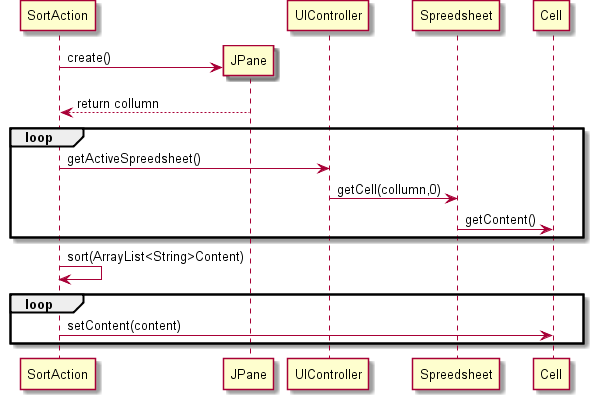 SortAction
UIController
Spreedsheet
Cell
create()
JPane
return collumn
loop
getActiveSpreedsheet()
getCell(collumn,0)
getContent()
sort(ArrayList<String>Content)
loop
setContent(content)
SortAction
JPane
UIController
Spreedsheet
Cell